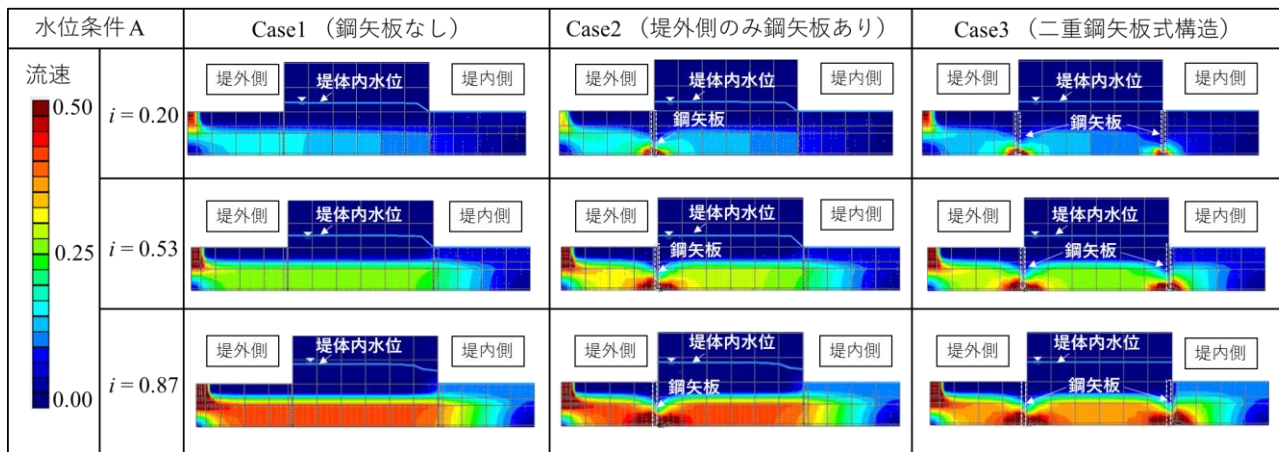 水位条件 A
Case1 （鋼矢板なし）
Case2 （堤外側のみ鋼矢板あり）
Case3 （二重鋼矢板式構造）
流速
0.50
0.25
0.00
i = 0.20
堤外側
堤体内水位
堤内側
堤外側
堤体内水位
堤内側
鋼矢板
堤外側
堤体内水位
堤内側
鋼矢板
i = 0.53
堤外側
堤体内水位
堤内側
堤外側
堤体内水位
堤内側
鋼矢板
堤外側
堤体内水位
堤内側
鋼矢板
i = 0.87
堤外側
堤体内水位
堤内側
堤外側
堤体内水位
堤内側
鋼矢板
堤外側
堤体内水位
堤内側
鋼矢板